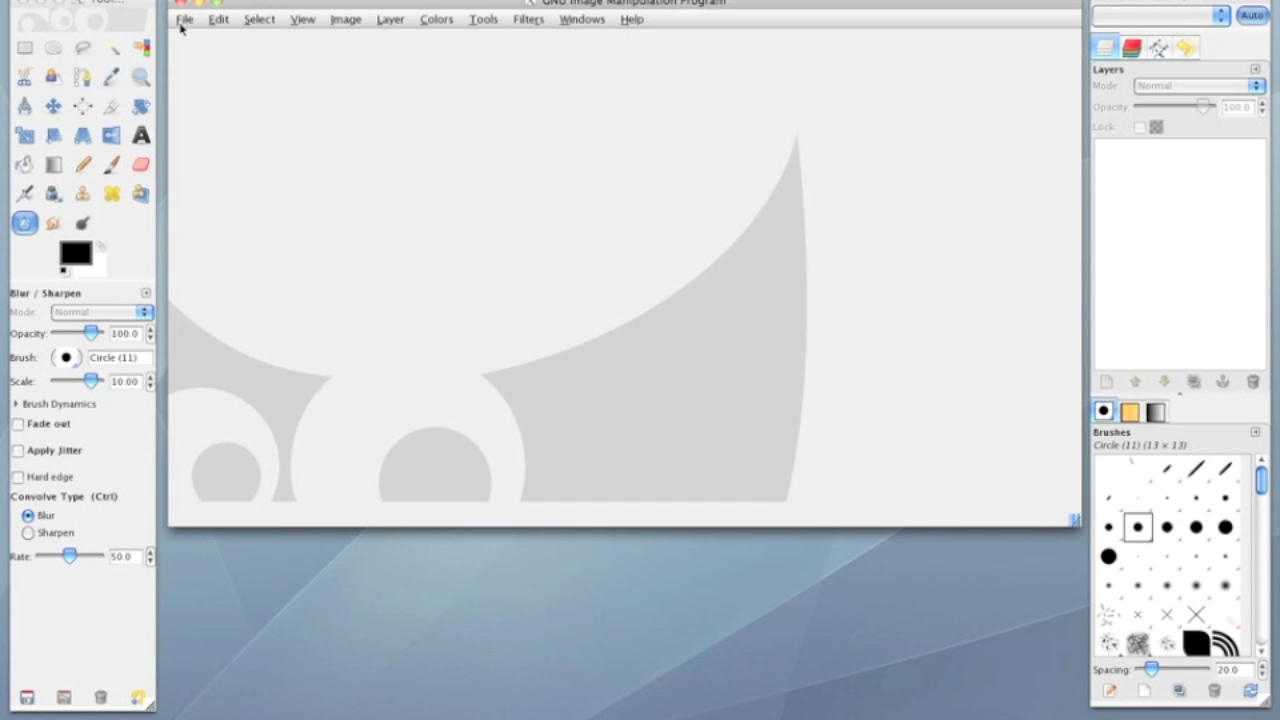 GNU Image Manipulation Program
File Edit Select View Image Layer Colors Tools Filters Windows Help
Blur / Sharpen
Mode: Normal
Opacity: 100.0
Brush: Circle (11)
Scale: 10.00
Brush Dynamics
Fade out
Apply Jitter
Hard edge
Convolve Type (Ctrl)
Blur
Sharpen
Rate: 50.0
Auto
Layers
Mode: Normal
Opacity: 100.0
Lock:
Brushes
Circle (11) (13 × 13)
Spacing: 20.0